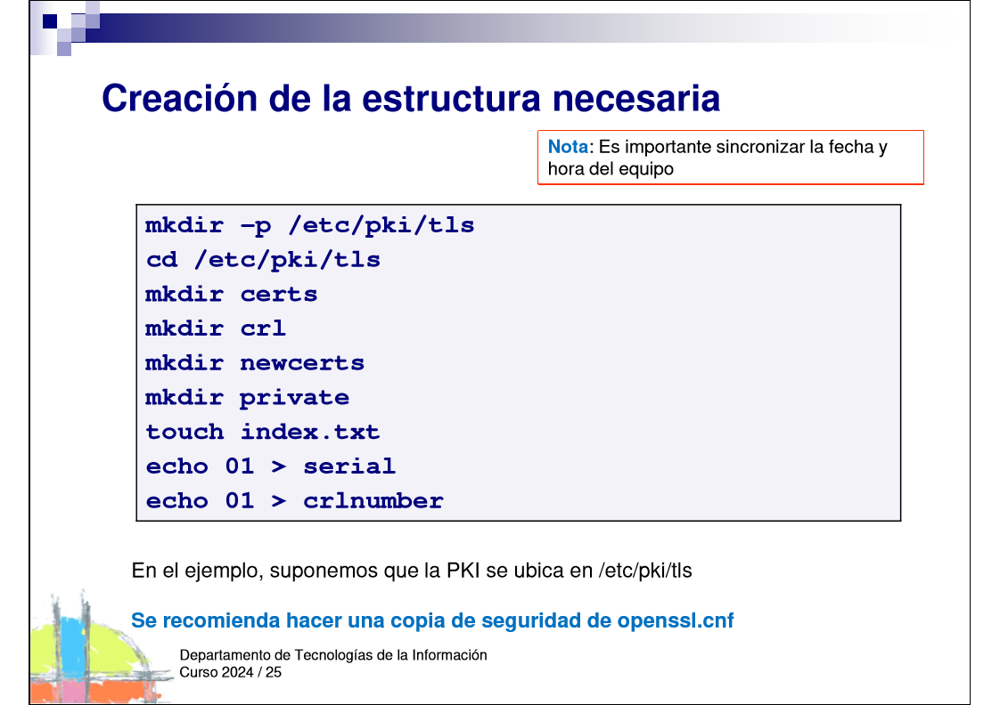 Creación de la estructura necesaria
Nota: Es importante sincronizar la fecha y
hora del equipo
mkdir –p /etc/pki/tls
cd /etc/pki/tls
mkdir certs
mkdir crl
mkdir newcerts
mkdir private
touch index.txt
echo 01 > serial
echo 01 > crlnumber
En el ejemplo, suponemos que la PKI se ubica en /etc/pki/tls
Se recomienda hacer una copia de seguridad de openssl.cnf
Departamento de Tecnologías de la Información
Curso 2024 / 25